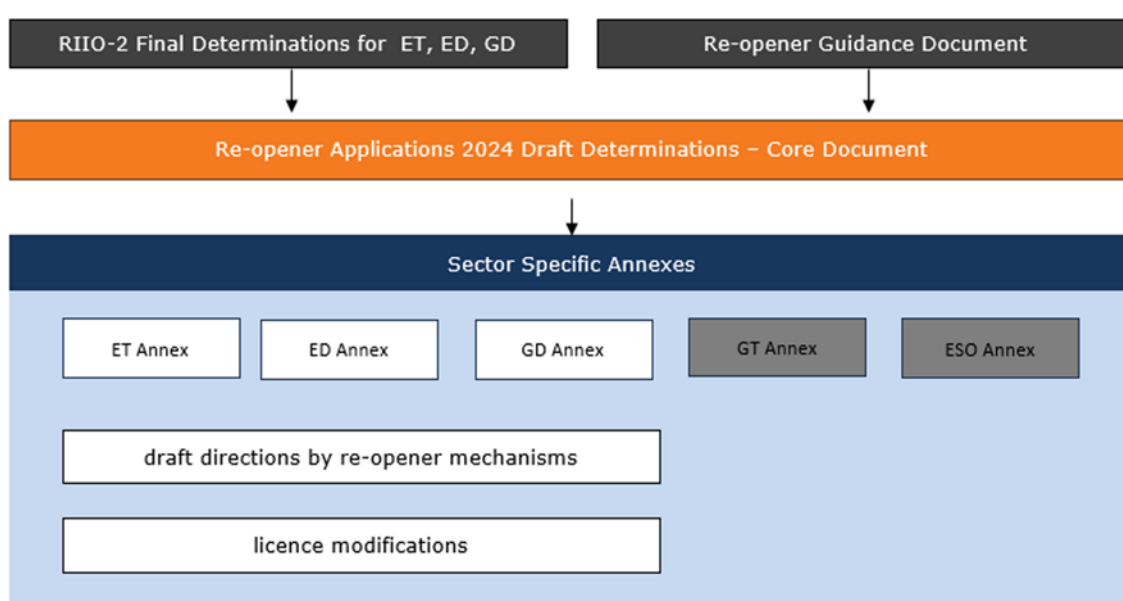 RIIO-2 Final Determinations for ET, ED, GD
Re-opener Guidance Document
Re-opener Applications 2024 Draft Determinations – Core Document
Sector Specific Annexes
ET Annex
ED Annex
GD Annex
GT Annex
ESO Annex
draft directions by re-opener mechanisms
licence modifications